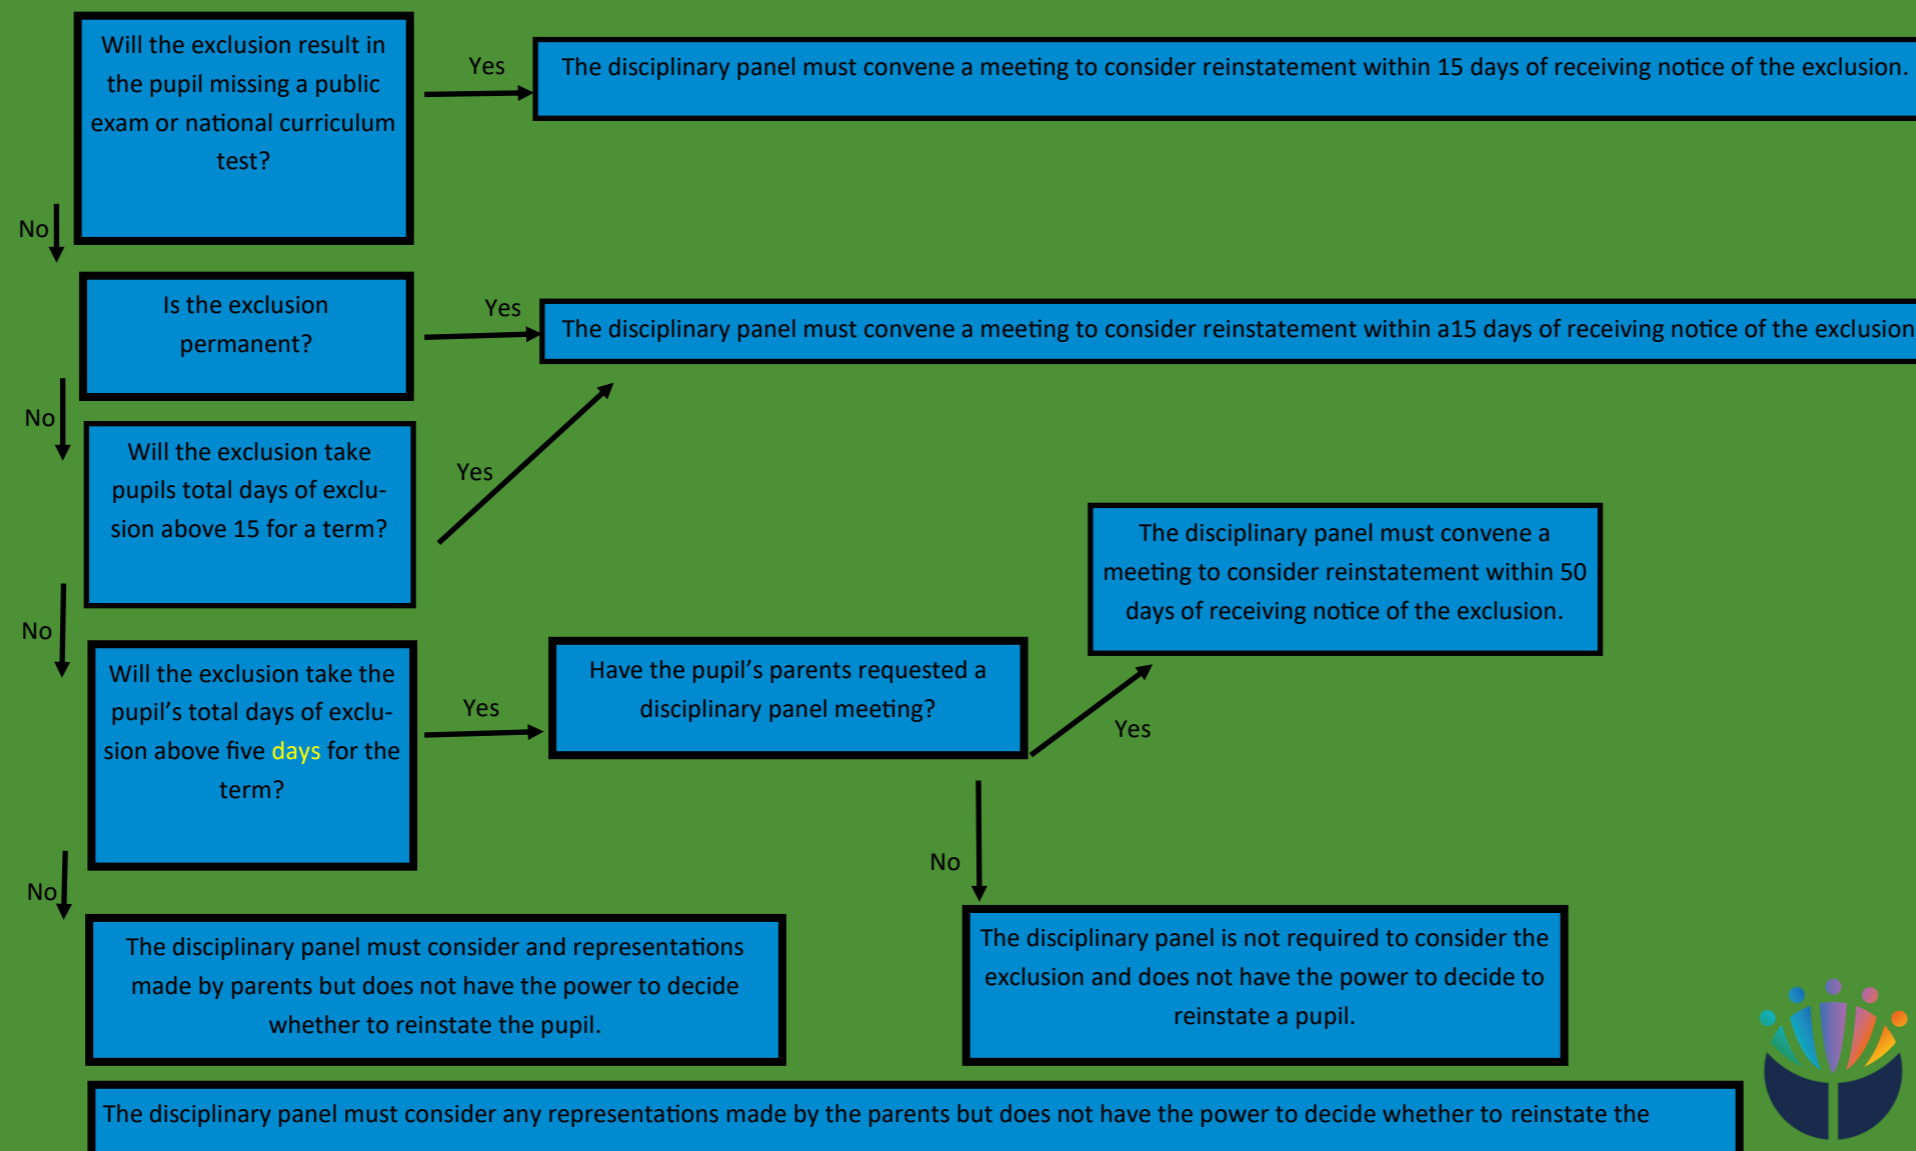 Will the exclusion result in
the pupil missing a public
exam or national curriculum
test?
Yes
The disciplinary panel must convene a meeting to consider reinstatement within 15 days of receiving notice of the exclusion.
No
Is the exclusion
permanent?
Yes
The disciplinary panel must convene a meeting to consider reinstatement within a15 days of receiving notice of the exclusion
No
Will the exclusion take
pupils total days of exclu-
sion above 15 for a term?
Yes
No
Will the exclusion take the
pupil’s total days of exclu-
sion above five days for the
term?
Yes
Have the pupil’s parents requested a
disciplinary panel meeting?
Yes
The disciplinary panel must convene a
meeting to consider reinstatement within 50
days of receiving notice of the exclusion.
No
The disciplinary panel is not required to consider the
exclusion and does not have the power to decide to
reinstate a pupil.
No
The disciplinary panel must consider and representations
made by parents but does not have the power to decide
whether to reinstate the pupil.
The disciplinary panel must consider any representations made by the parents but does not have the power to decide whether to reinstate the